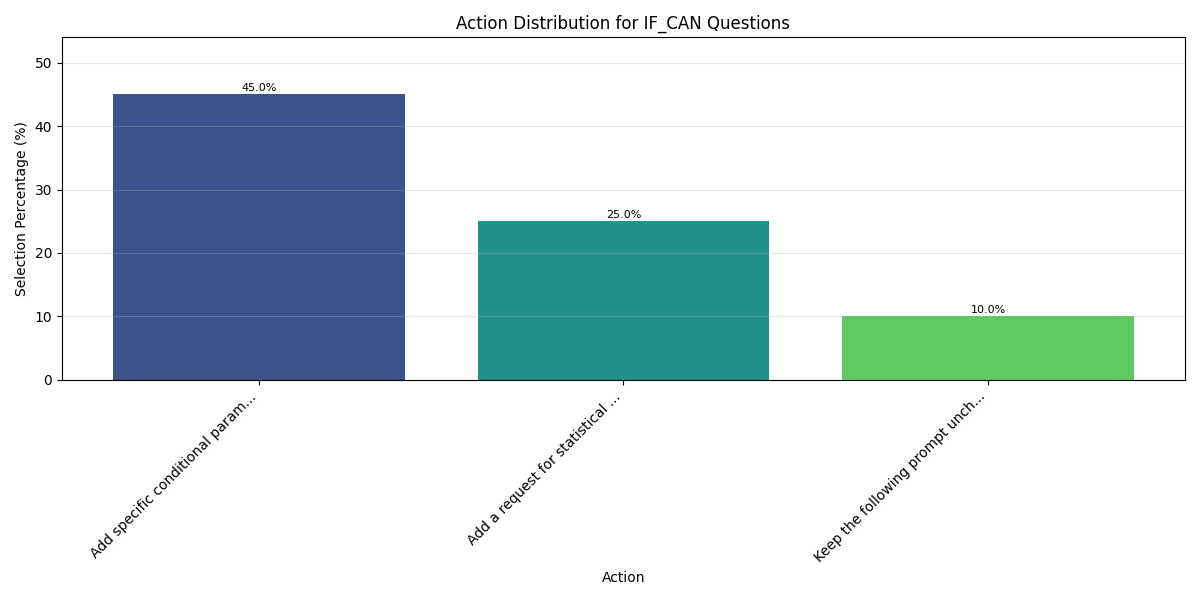 Action Distribution for IF_CAN Questions
Selection Percentage (%)
50
40
30
20
10
0
45.0%
25.0%
10.0%
Add specific conditional param...
Add a request for statistical ...
Keep the following prompt unch...
Action